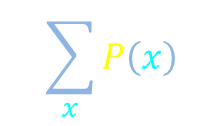 ∑ P(x)
x